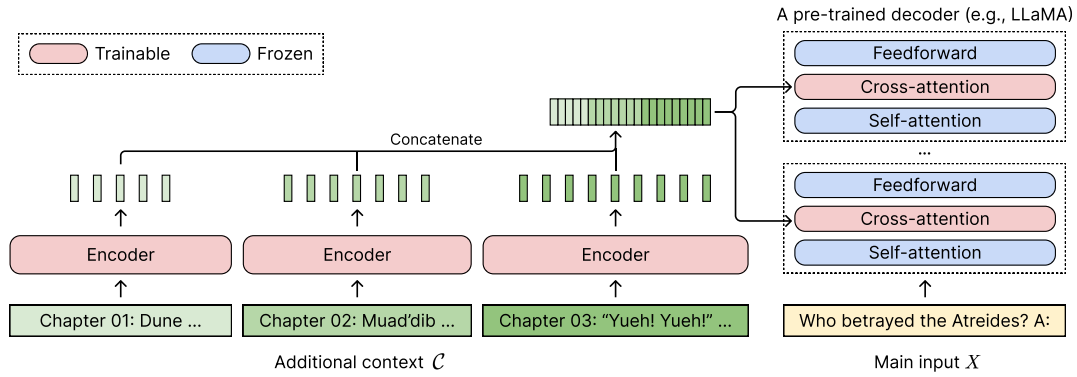 A pre-trained decoder (e.g., LLaMA)
Trainable
Frozen
Feedforward
Cross-attention
Self-attention
...
Concatenate
Feedforward
Cross-attention
Self-attention
Encoder
Encoder
Encoder
Chapter 01: Dune ...
Chapter 02: Muad’dib ...
Chapter 03: “Yueh! Yueh!” ...
Who betrayed the Atreides? A:
Additional context 𝒞
Main input X